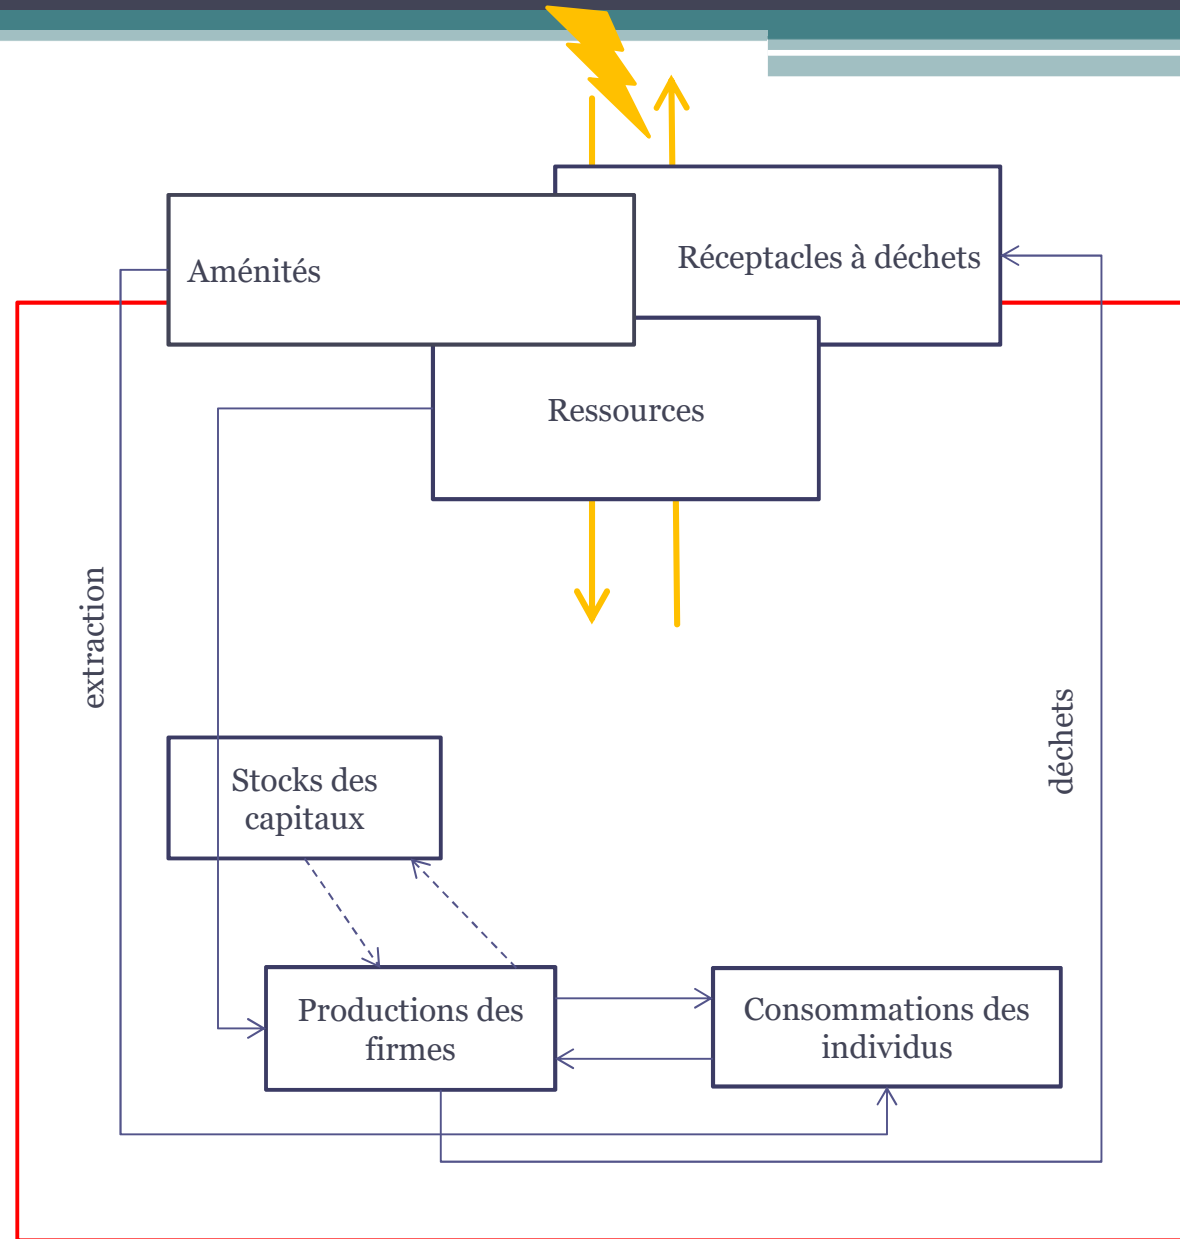 Aménités
Réceptacles à déchets
Ressources
extraction
déchets
Stocks des
capitaux
Productions des
firmes
Consommations des
individus